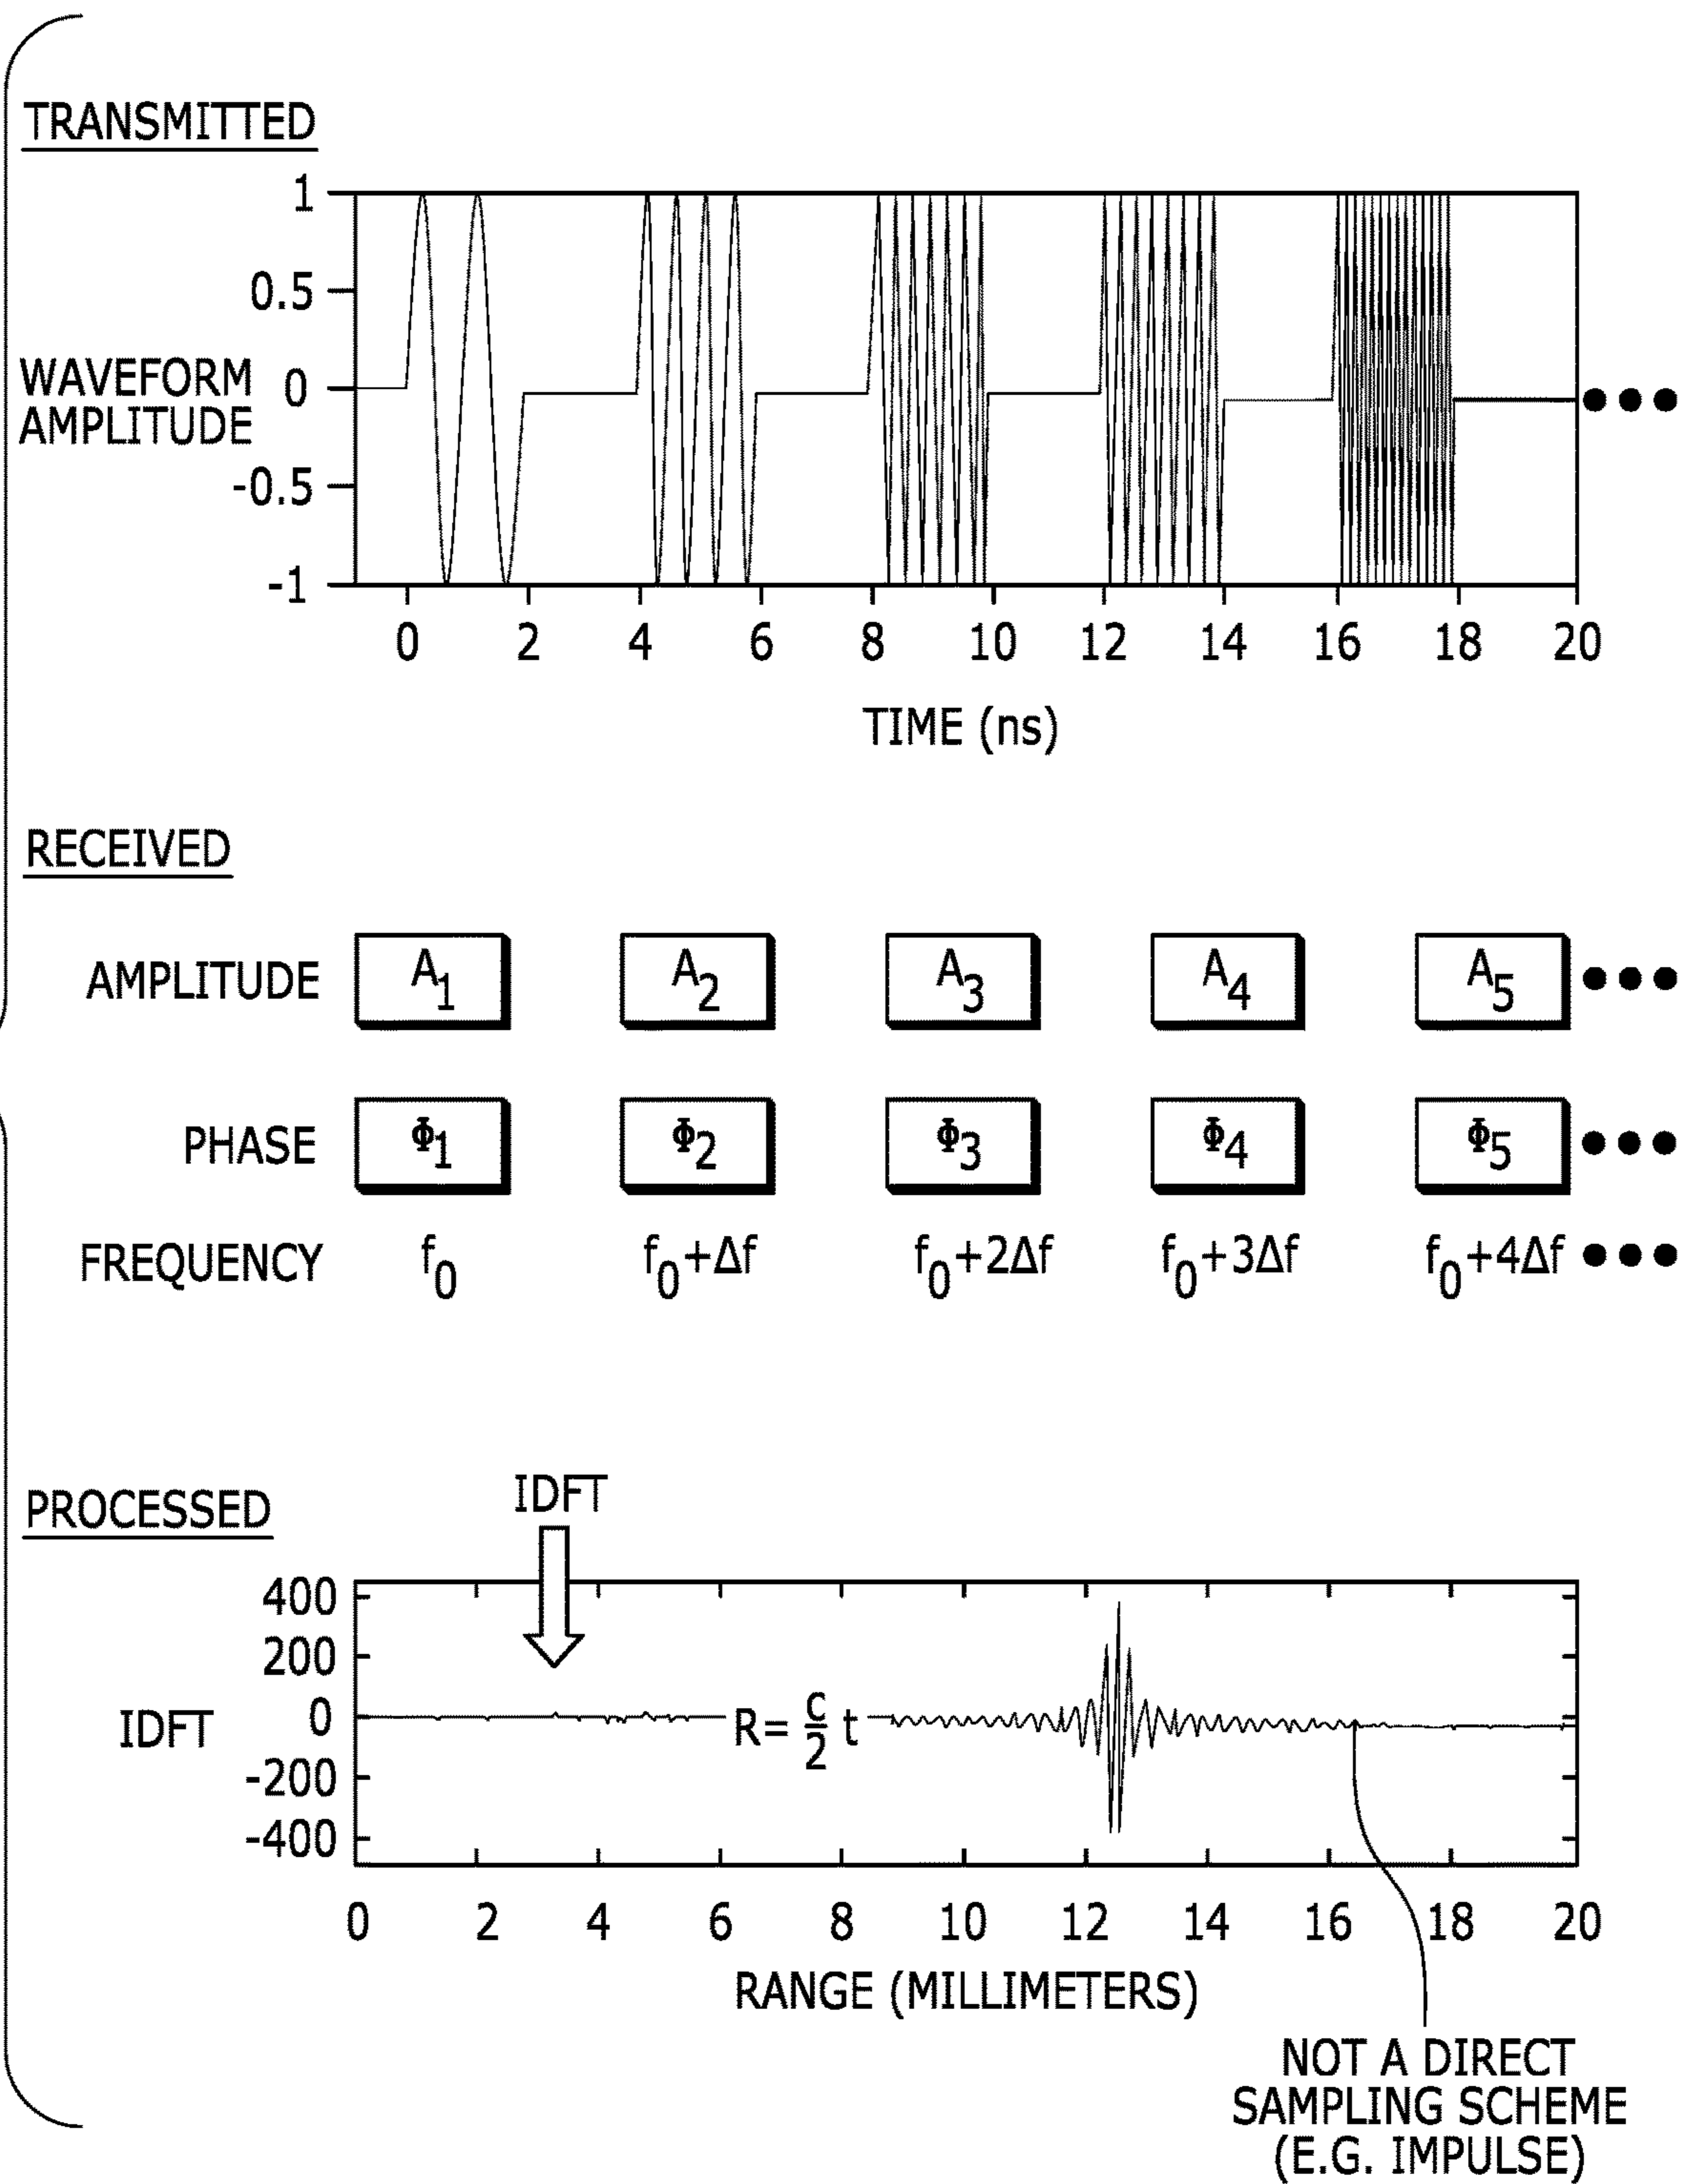 TRANSMITTED
1
0.5
WAVEFORM
AMPLITUDE
0
-0.5
-1
0 2 4 6 8 10 12 14 16 18 20
TIME (ns)
RECEIVED
AMPLITUDE A1 A2 A3 A4 A5
PHASE Φ1 Φ2 Φ3 Φ4 Φ5
FREQUENCY f0 f0+Δf f0+2Δf f0+3Δf f0+4Δf
PROCESSED
IDFT
400
200
IDFT
0
R= c/2 t
-200
-400
0 2 4 6 8 10 12 14 16 18 20
RANGE (MILLIMETERS)
NOT A DIRECT
SAMPLING SCHEME
(E.G. IMPULSE)